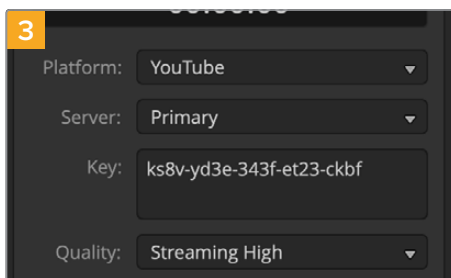 3
Platform: YouTube
Server: Primary
Key: ks8v-yd3e-343f-et23-ckbf
Quality: Streaming High